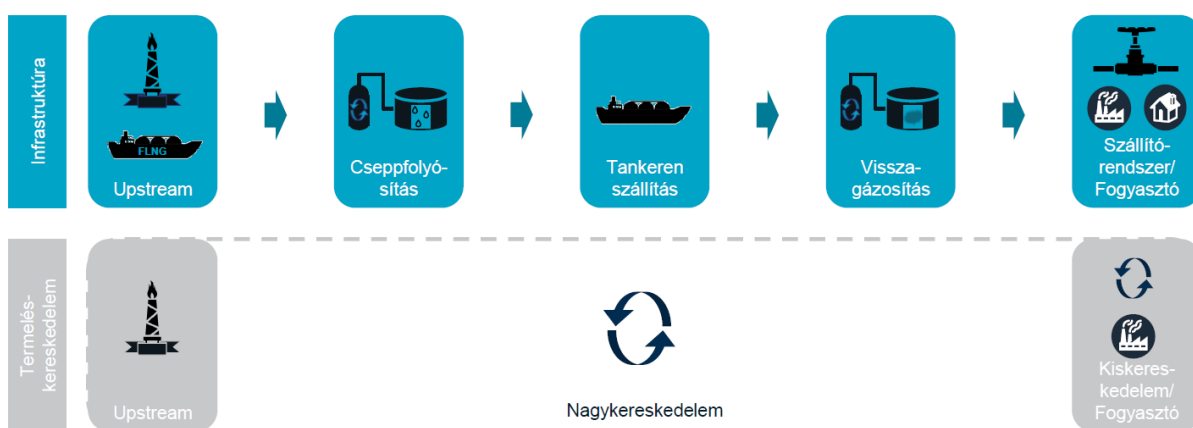 Infrastruktúra
FLNG
Upstream
Cseppfolyó-
sítás
Tankeren
szállítás
Vissza-
gázosítás
Szállító-
rendszer/
Fogyasztó
Termelés-
kereskedelem
Upstream
Nagykereskedelem
Kiskeres-
kedelem/
Fogyasztó